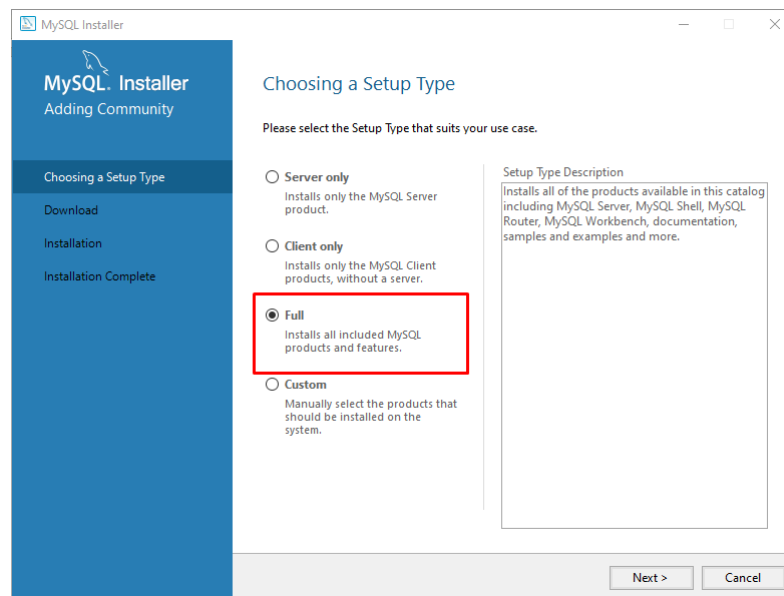 MySQL Installer
MySQL. Installer
Adding Community
Choosing a Setup Type
Download
Installation
Installation Complete
Choosing a Setup Type
Please select the Setup Type that suits your use case.
Server only
Installs only the MySQL Server
product.
Client only
Installs only the MySQL Client
products, without a server.
Full
Installs all included MySQL
products and features.
Custom
Manually select the products that
should be installed on the
system.
Setup Type Description
Installs all of the products available in this catalog
including MySQL Server, MySQL Shell, MySQL
Router, MySQL Workbench, documentation,
samples and examples and more.
Next >
Cancel